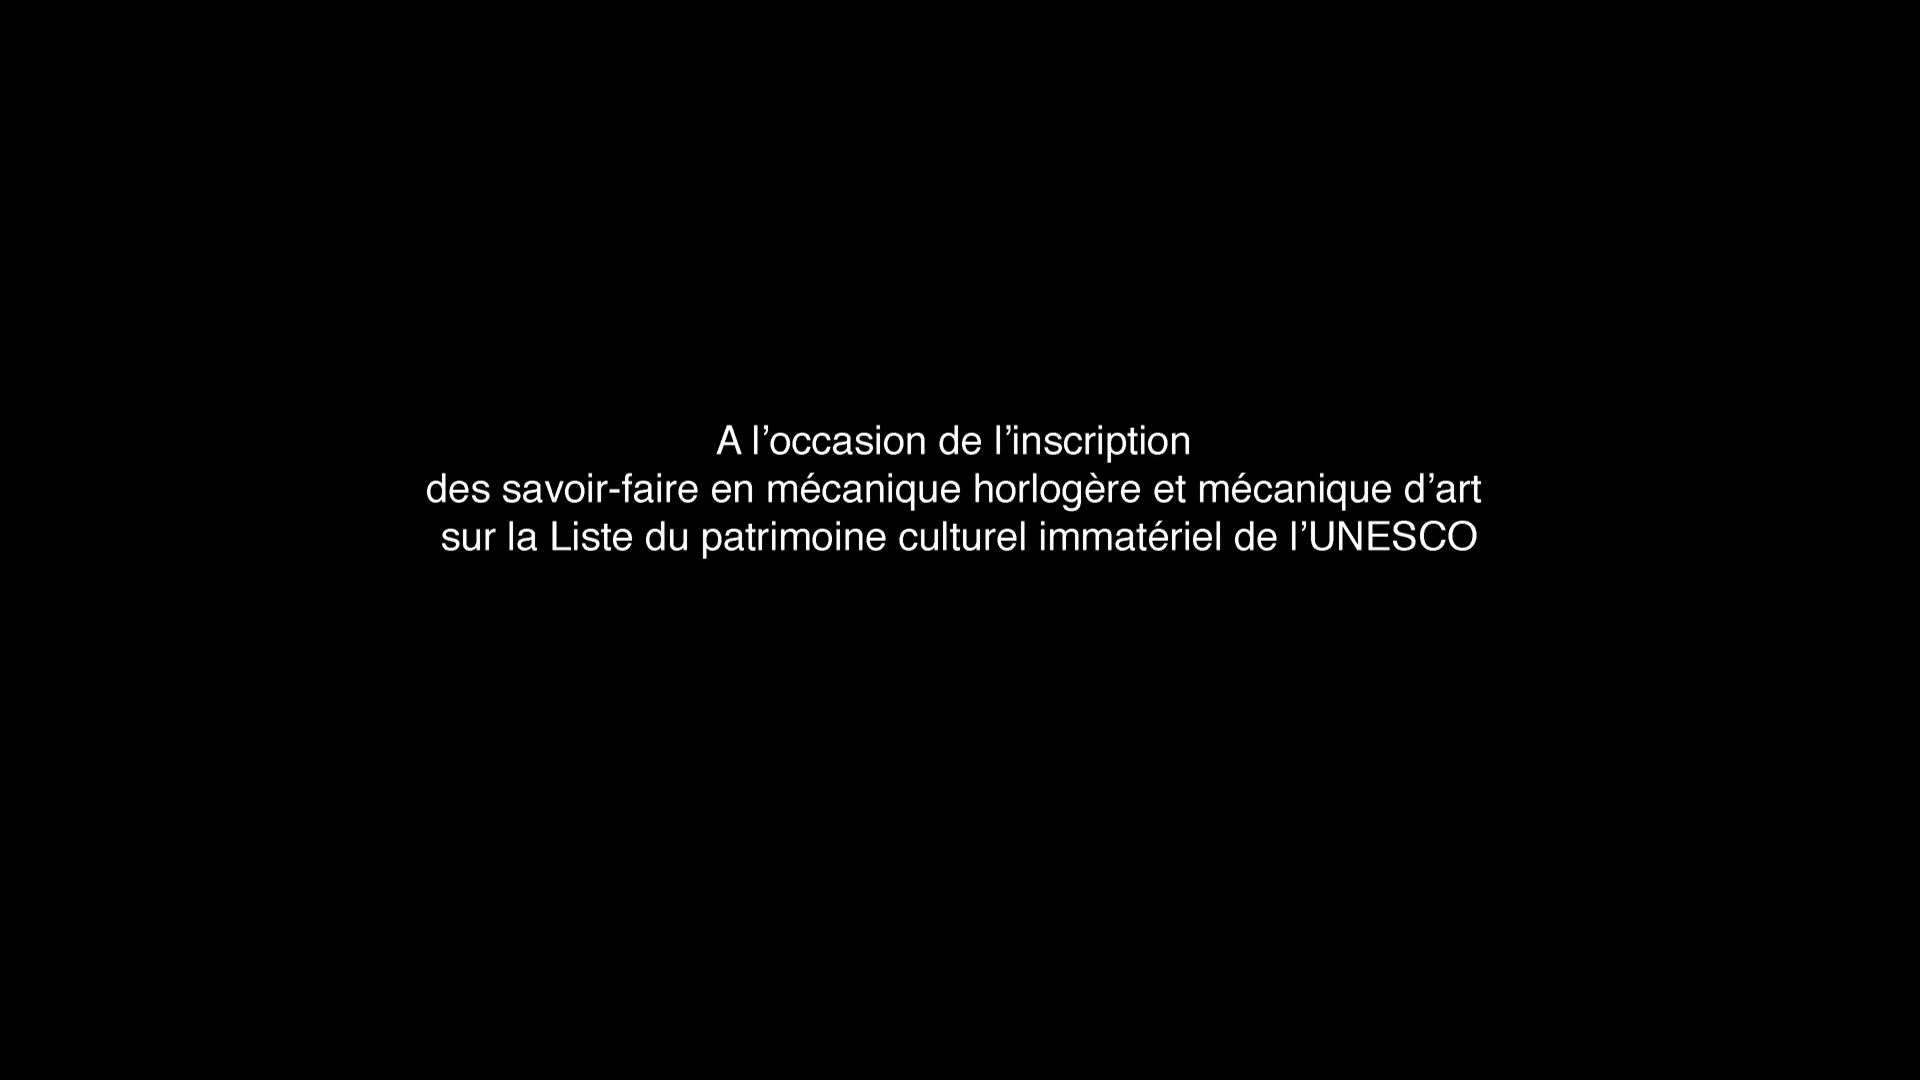 A l’occasion de l’inscription
des savoir-faire en mécanique horlogère et mécanique d’art
sur la Liste du patrimoine culturel immatériel de l’UNESCO